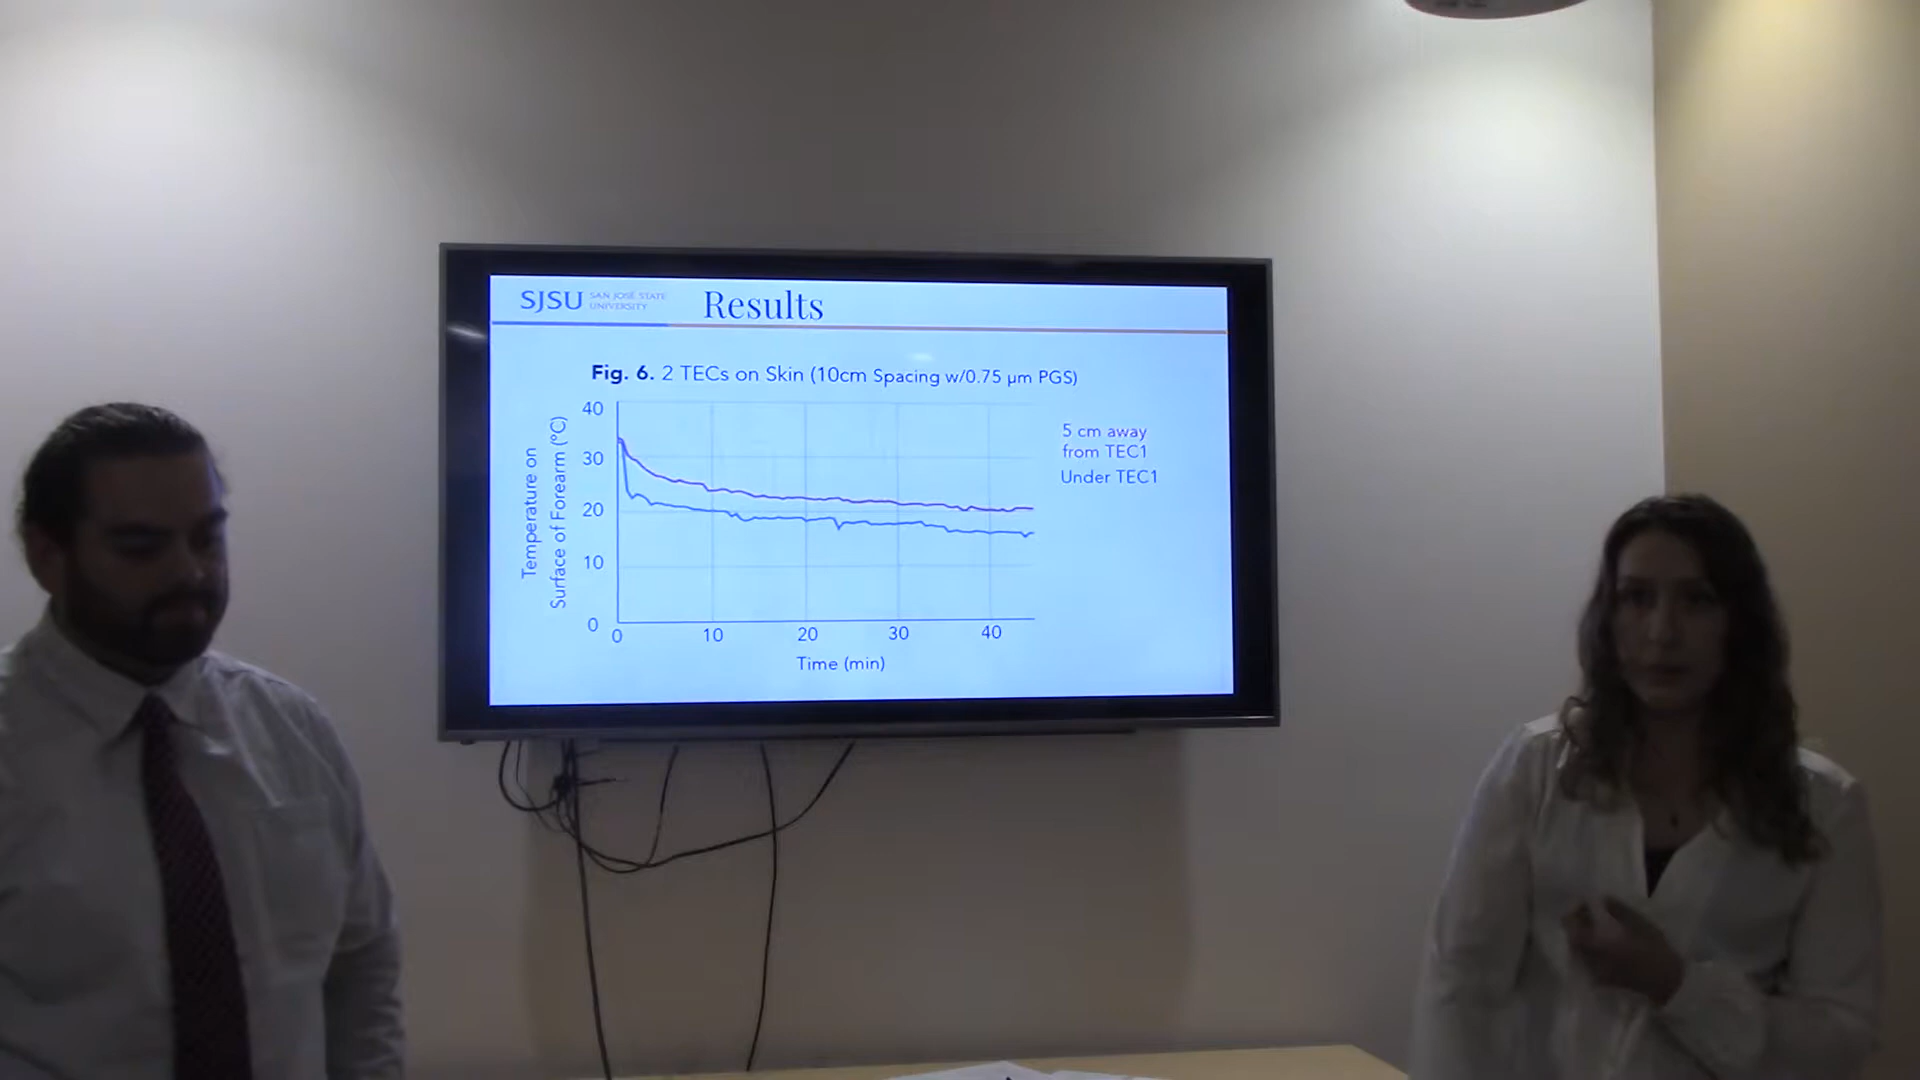 SJSU SAN JOSÉ STATE
UNIVERSITY
Results
Fig. 6. 2 TECs on Skin (10cm Spacing w/0.75 µm PGS)
Temperature on
Surface of Forearm (ºC)
40
30
20
10
0
0 10 20 30 40
Time (min)
5 cm away
from TEC1
Under TEC1